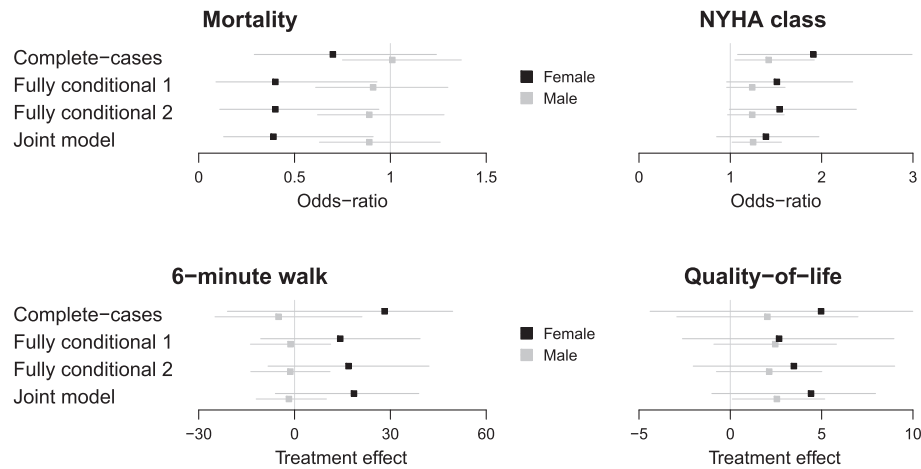 Mortality
NYHA class
Complete−cases
Fully conditional 1
Fully conditional 2
Joint model
Female
Male
0 0.5 1 1.5
0 1 2 3
Odds−ratio
Odds−ratio
6−minute walk
Quality−of−life
Complete−cases
Fully conditional 1
Fully conditional 2
Joint model
Female
Male
−30 0 30 60
−5 0 5 10
Treatment effect
Treatment effect